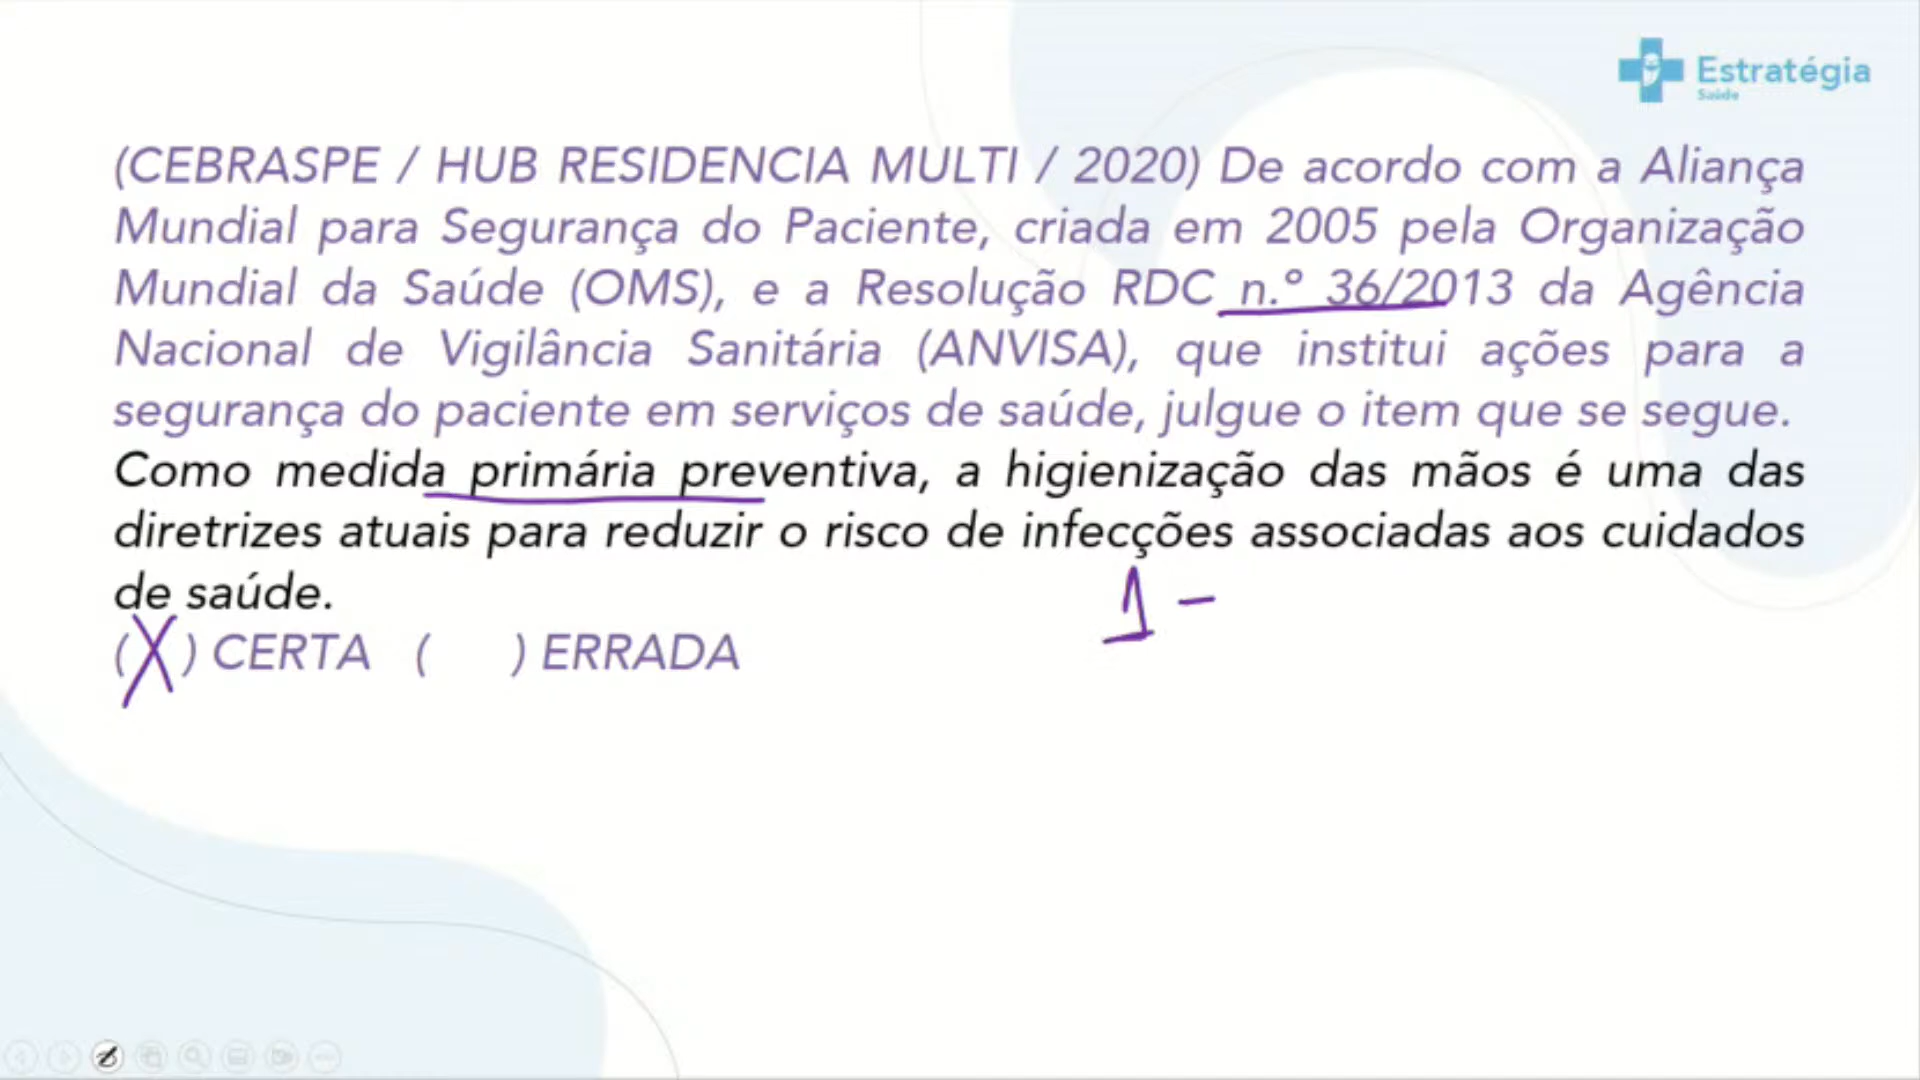 Estratégia
Saúde
(CEBRASPE / HUB RESIDENCIA MULTI / 2020) De acordo com a Aliança
Mundial para Segurança do Paciente, criada em 2005 pela Organização
Mundial da Saúde (OMS), e a Resolução RDC n.º 36/2013 da Agência
Nacional de Vigilância Sanitária (ANVISA), que institui ações para a
segurança do paciente em serviços de saúde, julgue o item que se segue.
Como medida primária preventiva, a higienização das mãos é uma das
diretrizes atuais para reduzir o risco de infecções associadas aos cuidados
de saúde.
1 -
(X) CERTA ( ) ERRADA